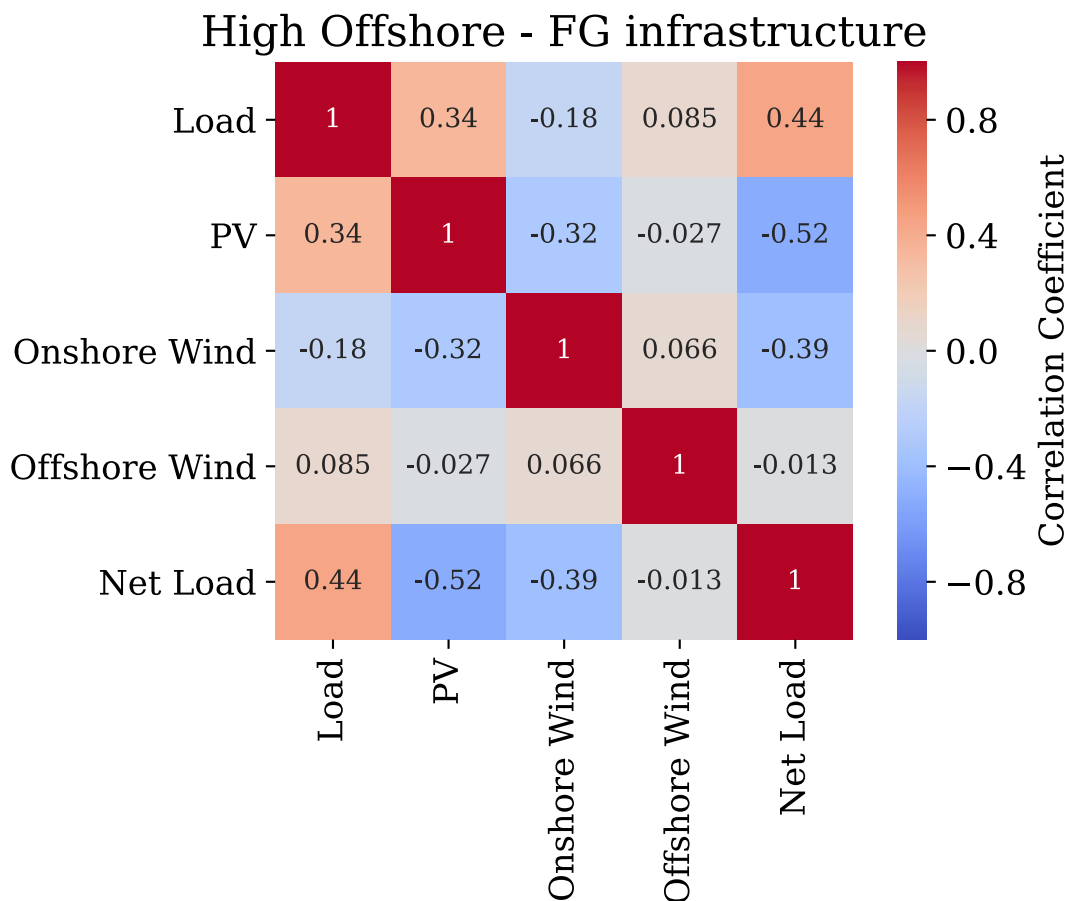 High Offshore - FG infrastructure
Load 1 0.34 -0.18 0.085 0.44
PV 0.34 1 -0.32 -0.027 -0.52
Onshore Wind -0.18 -0.32 1 0.066 -0.39
Offshore Wind 0.085 -0.027 0.066 1 -0.013
Net Load 0.44 -0.52 -0.39 -0.013 1
Load
PV
Onshore Wind
Offshore Wind
Net Load
0.8
0.4
0.0
−0.4
−0.8
Correlation Coefficient